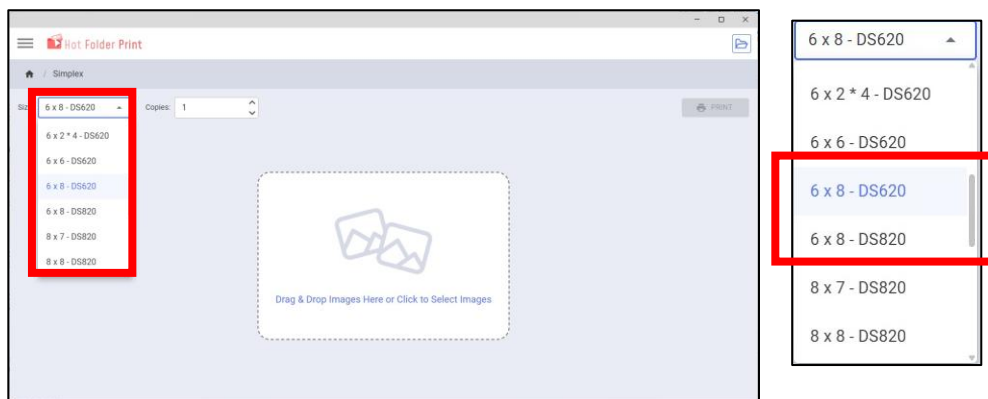 Hot Folder Print
/ Simplex
Siz 6 x 8 - DS620 Copies: 1 PRINT
6 x 2 * 4 - DS620
6 x 6 - DS620
6 x 8 - DS620
6 x 8 - DS820
8 x 7 - DS820
8 x 8 - DS820
Drag & Drop Images Here or Click to Select Images
6 x 8 - DS620
6 x 2 * 4 - DS620
6 x 6 - DS620
6 x 8 - DS620
6 x 8 - DS820
8 x 7 - DS820
8 x 8 - DS820